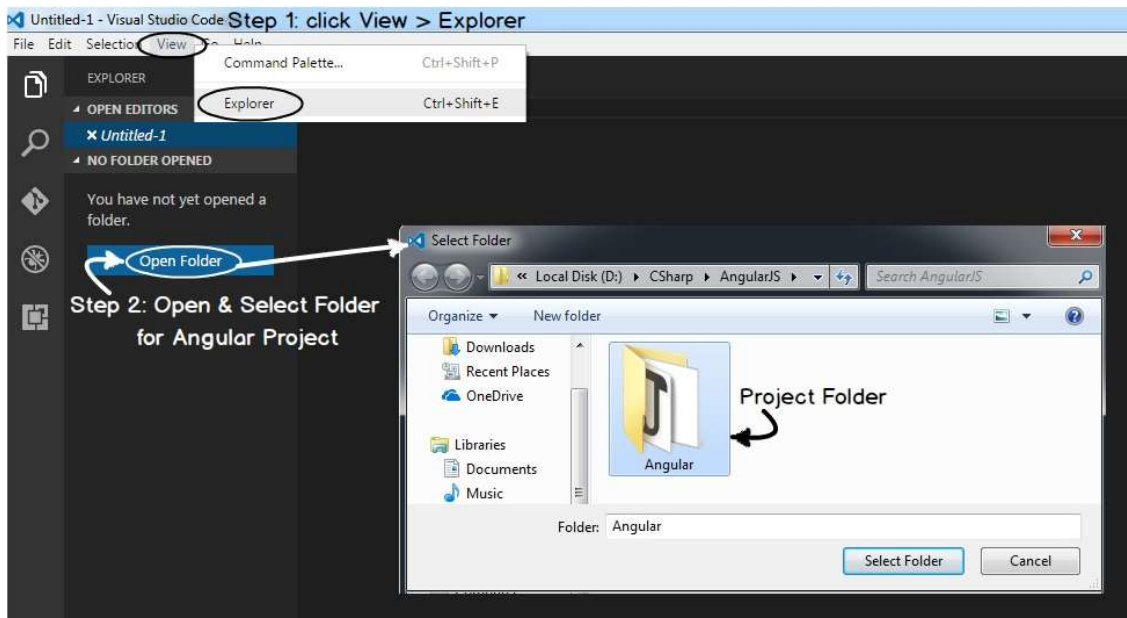 Untitled-1 - Visual Studio Code Step 1: click View > Explorer
File Edit Selection View Go Help
Command Palette... Ctrl+Shift+P
EXPLORER
Explorer Ctrl+Shift+E
OPEN EDITORS
× Untitled-1
NO FOLDER OPENED
You have not yet opened a
folder.
Open Folder
Step 2: Open & Select Folder
for Angular Project
Select Folder
« Local Disk (D:) CSharp AngularJS Search AngularJS
Organize New folder
Downloads
Recent Places
OneDrive
Libraries
Documents
Music
Project Folder
Angular
Folder: Angular
Select Folder Cancel